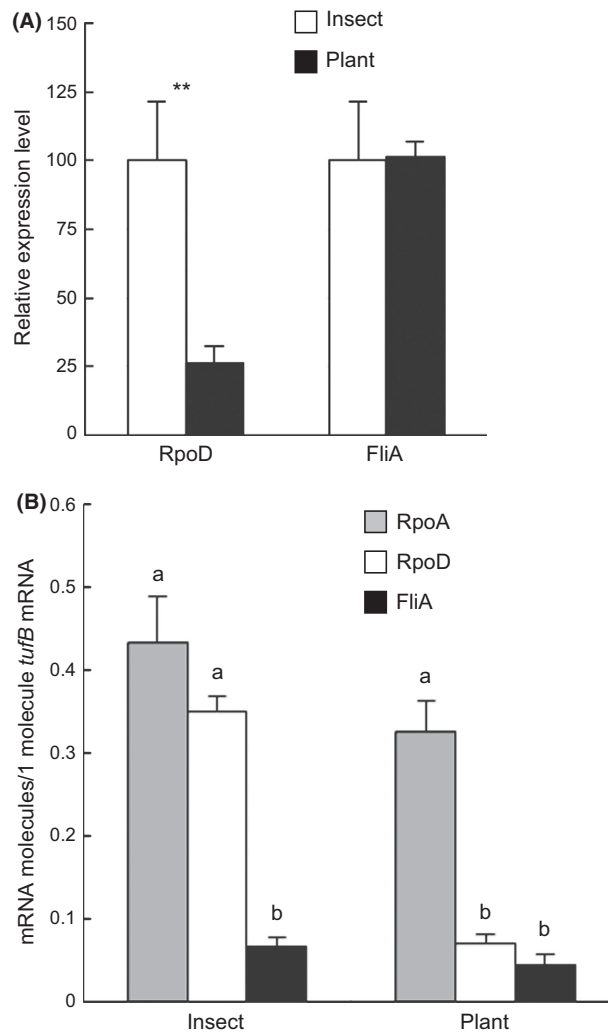 (A)
150
125
100
75
50
25
0
Relative expression level
Insect
Plant
**
RpoD
FliA
(B)
0.6
0.5
0.4
0.3
0.2
0.1
0
mRNA molecules/1 molecule tufB mRNA
RpoA
RpoD
FliA
a
a
b
a
b
b
Insect
Plant